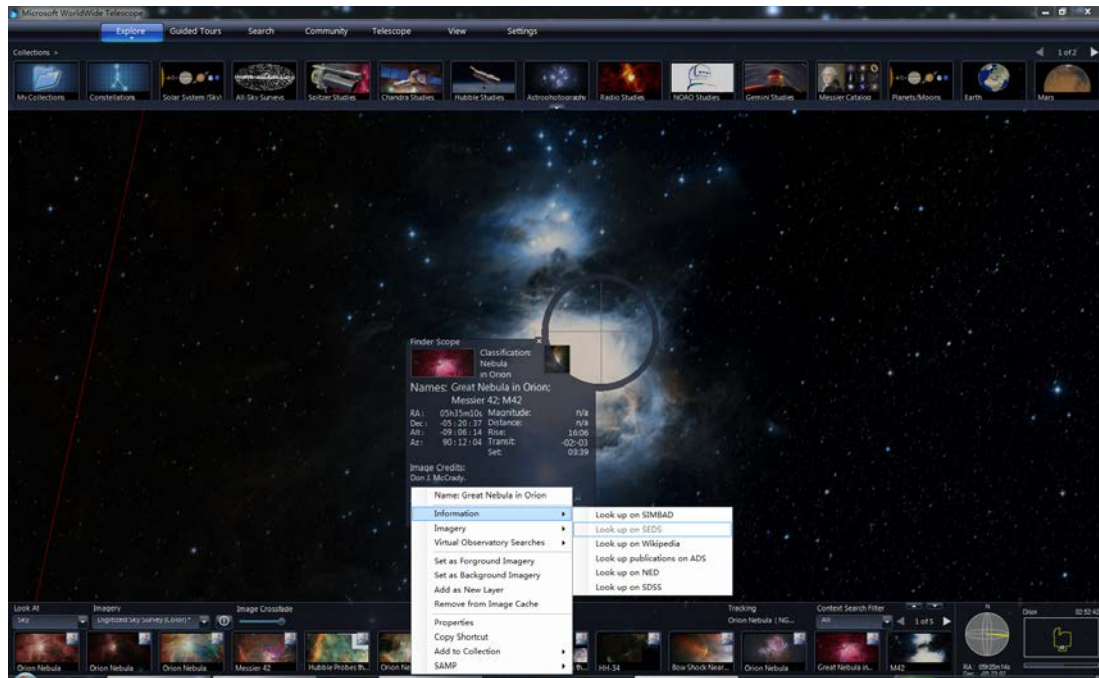 Microsoft WorldWide Telescope
Explore Guided Tours Search Community Telescope View Settings
Collections > 1 of 2
My Collections Constellations Solar System (Sky) All-Sky Surveys Spitzer Studies Chandra Studies Hubble Studies Astrophotography Radio Studies NOAO Studies Gemini Studies Messier Catalog Planets/Moons Earth Mars
Finder Scope
Classification:
Nebula
in Orion
Names: Great Nebula in Orion;
Messier 42; M42
RA : 05h35m10s Magnitude: n/a
Dec : -05 : 20 : 37 Distance: n/a
Alt : -09 : 06 : 14 Rise: 16:06
Az : 90 : 12 : 04 Transit: -02:-03
Set: 03:39
Image Credits:
Don J. McCrady.
Name: Great Nebula in Orion
Information
Imagery
Virtual Observatory Searches
Set as Forground Imagery
Set as Background Imagery
Add as New Layer
Remove from Image Cache
Properties
Copy Shortcut
Add to Collection
SAMP
Look up on SIMBAD
Look up on SEDS
Look up on Wikipedia
Look up publications on ADS
Look up on NED
Look up on SDSS
Look At Imagery Image Crossfade Tracking Context Search Filter
Sky Digitized Sky Survey (Color) * Orion Nebula | NG... All 1 of 5
N Orion 02:52:42
Orion Nebula Orion Nebula Orion Nebula Messier 42 Hubble Probes th... Orion Ne th... HH-34 Bow Shock Near... Orion Nebula Great Nebula in... M42
RA : 05h05m14s